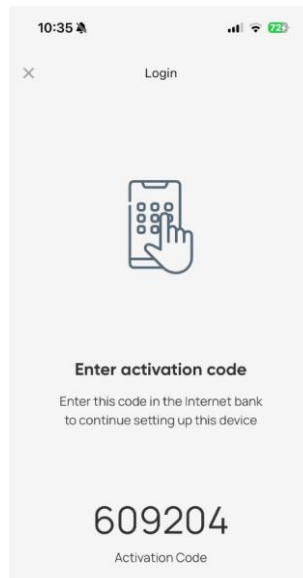 10:35
72
Login
Enter activation code
Enter this code in the Internet bank
to continue setting up this device
609204
Activation Code